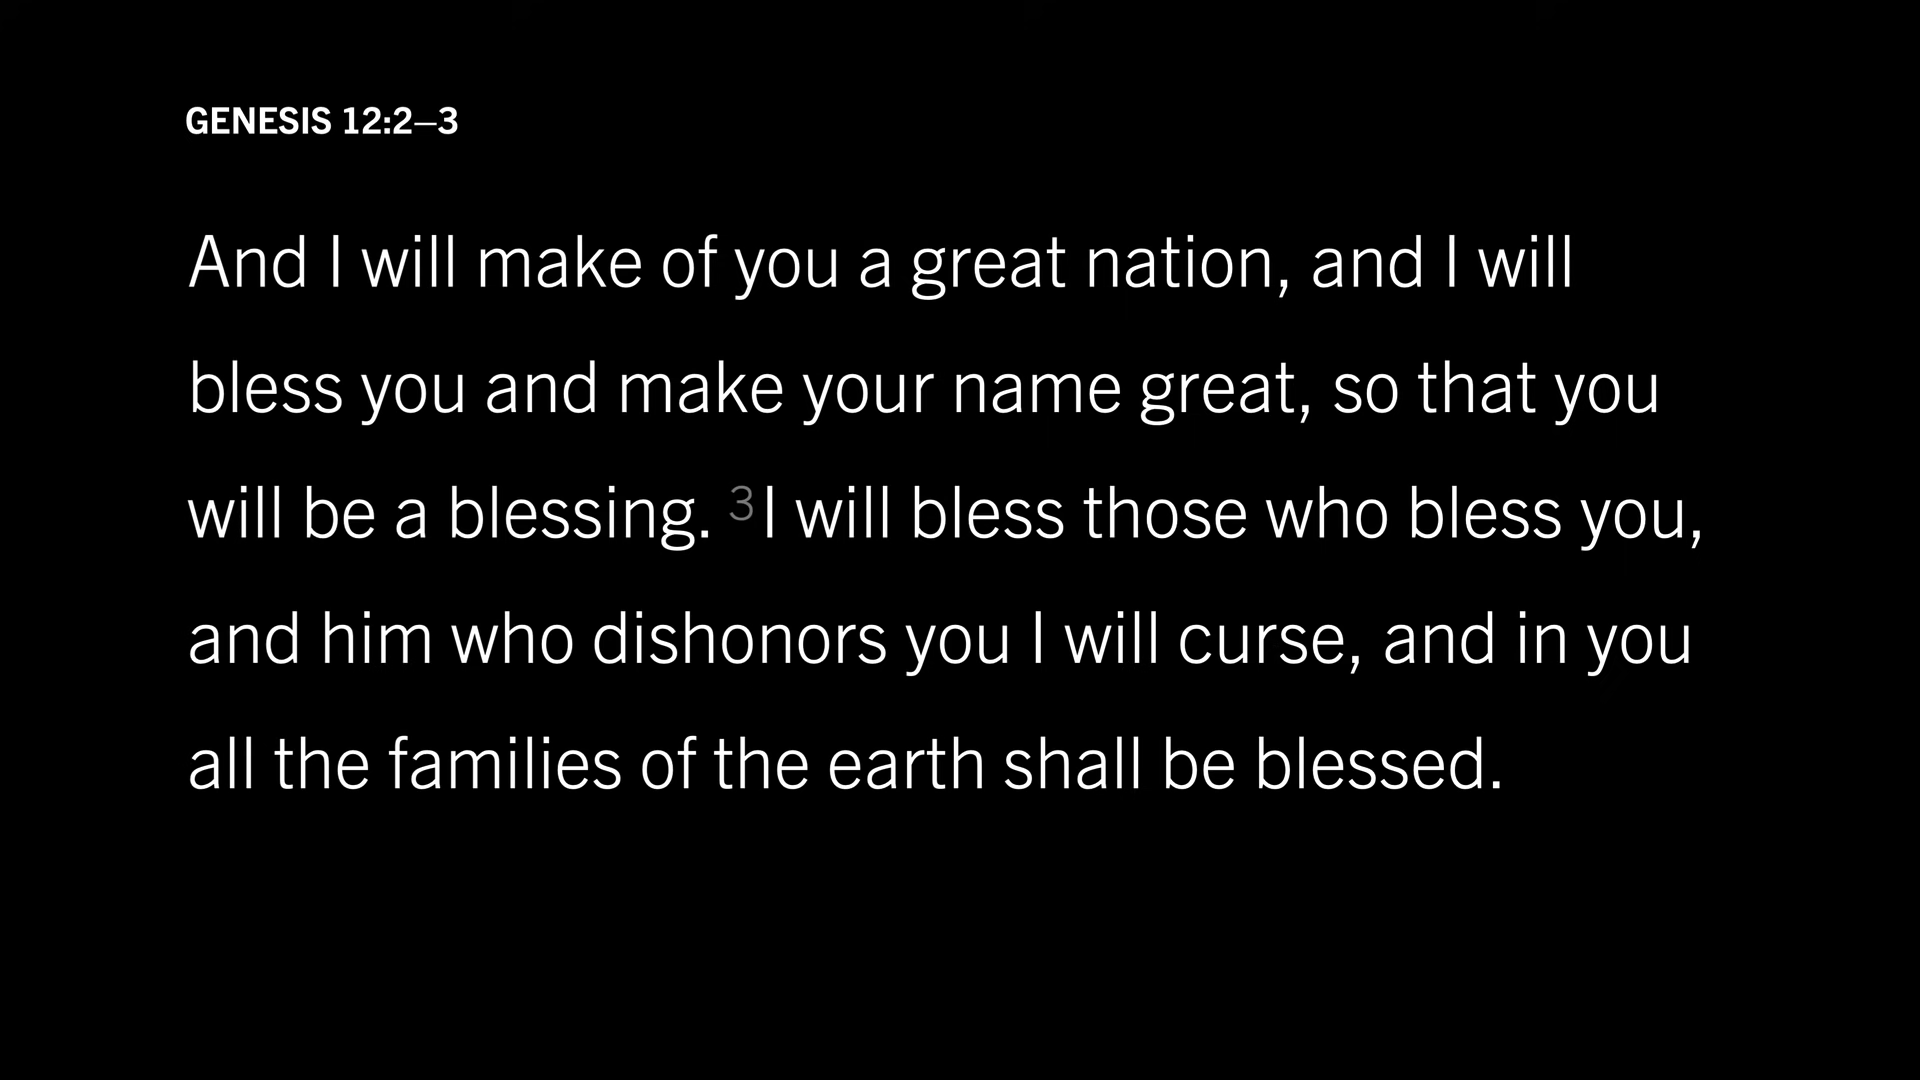 GENESIS 12:2–3
And I will make of you a great nation, and I will
bless you and make your name great, so that you
will be a blessing. 3 I will bless those who bless you,
and him who dishonors you I will curse, and in you
all the families of the earth shall be blessed.